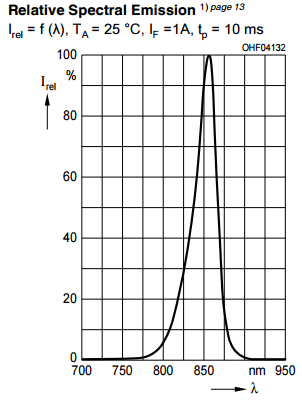 Relative Spectral Emission 1) page 13
Irel = f (λ), TA = 25 °C, IF =1A, tp = 10 ms
OHF04132
100
Irel %
80
60
40
20
0
700 750 800 850 nm 950
λ